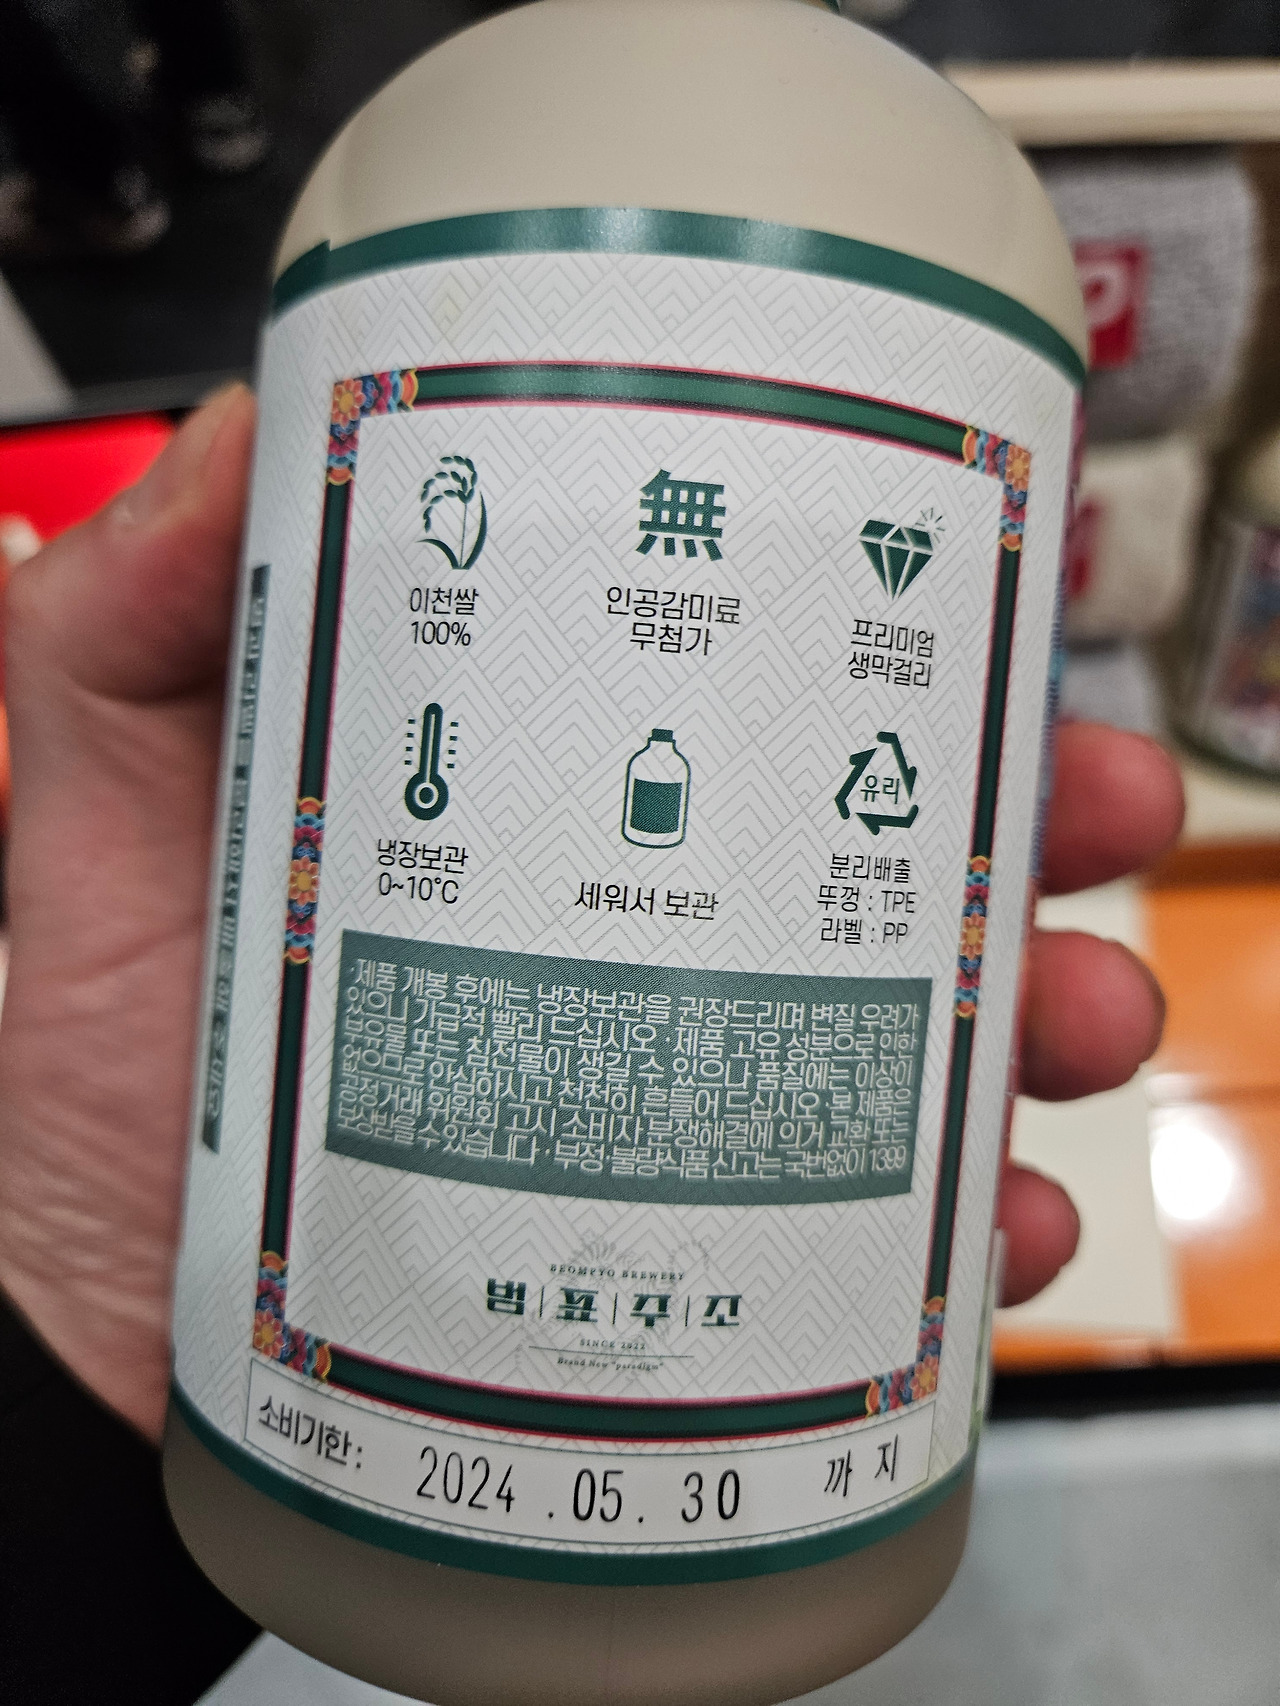 無
이천쌀
100%
인공감미료
무첨가
프리미엄
생막걸리
유리
냉장보관
0~10°C
세워서 보관
분리배출
뚜껑 : TPE
라벨 : PP
·제품 개봉 후에는 냉장보관을 권장드리며 변질 우려가
있으니 가급적 빨리 드십시오 ·제품 고유 성분으로 인한
부유물 또는 침전물이 생길 수 있으나 품질에는 이상이
없으므로 안심하시고 천천히 흔들어 드십시오 ·본 제품은
공정거래 위원회 고시 소비자 분쟁해결에 의거 교환 또는
보상받을 수 있습니다 ·부정·불량식품 신고는 국번없이 1399
BEOMPYO BREWERY
범|표|주|조
SINCE 2022
Brand New "paradigm"
소비기한 : 2024 . 05 . 30 까지